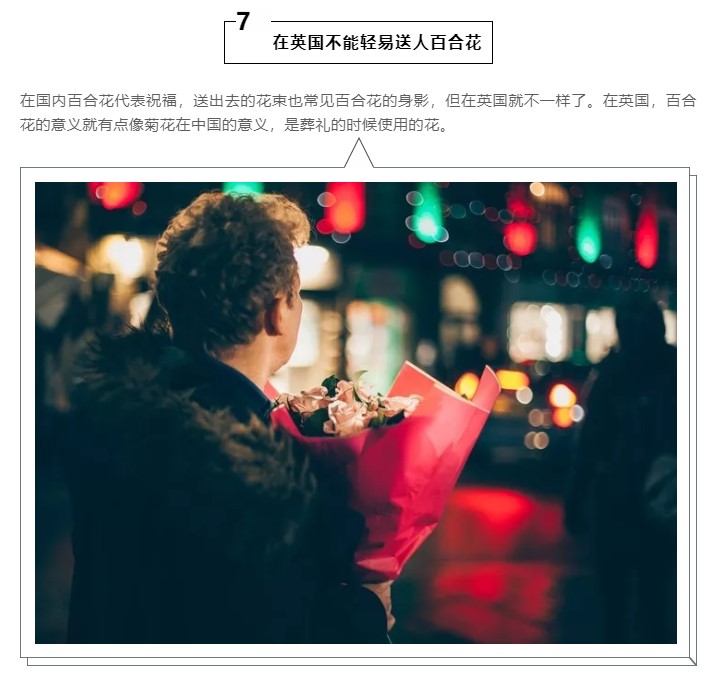 7
在英国不能轻易送人百合花
在国内百合花代表祝福，送出去的花束也常见百合花的身影，但在英国就不一样了。在英国，百合
花的意义就有点像菊花在中国的意义，是葬礼的时候使用的花。